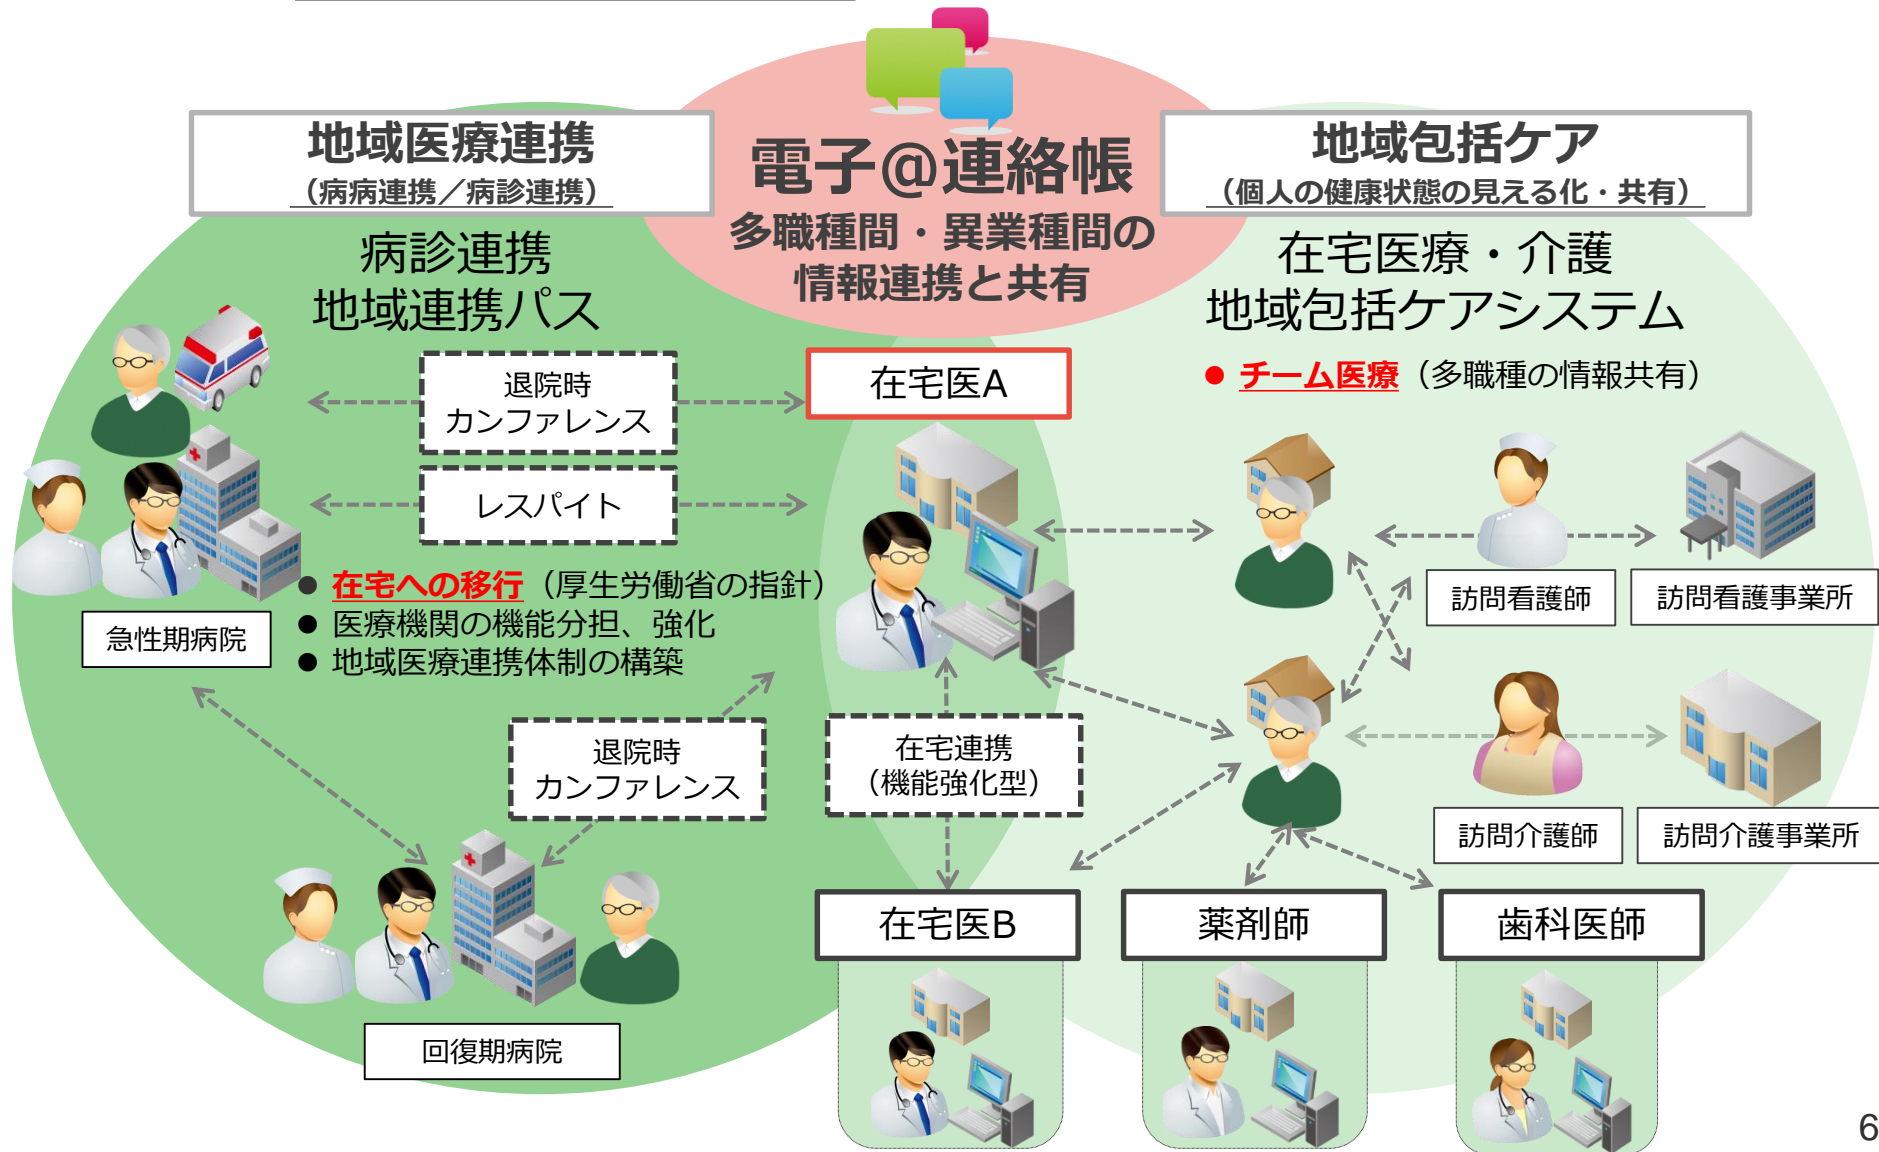 地域医療連携
（病病連携／病診連携）
電子@連絡帳
多職種間・異業種間の
情報連携と共有
地域包括ケア
（個人の健康状態の見える化・共有）
病診連携
地域連携パス
在宅医療・介護
地域包括ケアシステム
● チーム医療（多職種の情報共有）
退院時
カンファレンス
在宅医A
レスパイト
● 在宅への移行（厚生労働省の指針）
● 医療機関の機能分担、強化
● 地域医療連携体制の構築
急性期病院
訪問看護師
訪問看護事業所
退院時
カンファレンス
在宅連携
（機能強化型）
訪問介護師
訪問介護事業所
在宅医B
薬剤師
歯科医師
回復期病院
6